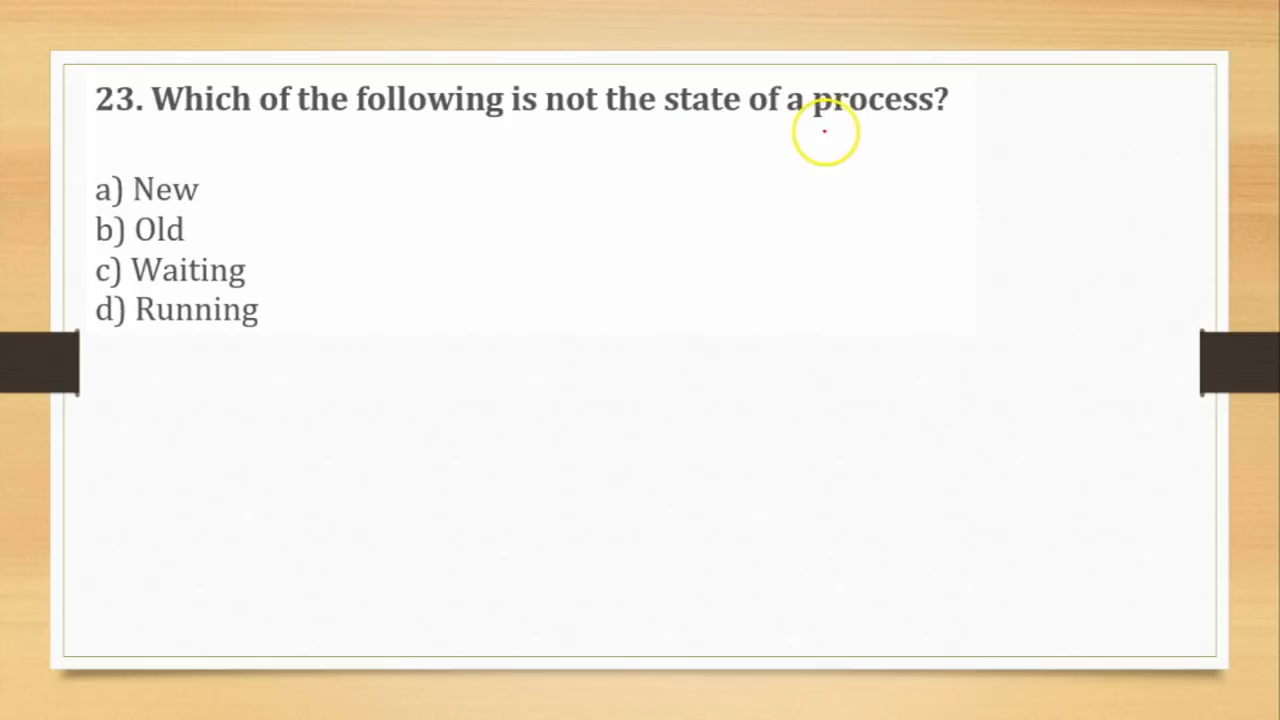 23. Which of the following is not the state of a process?
a) New
b) Old
c) Waiting
d) Running